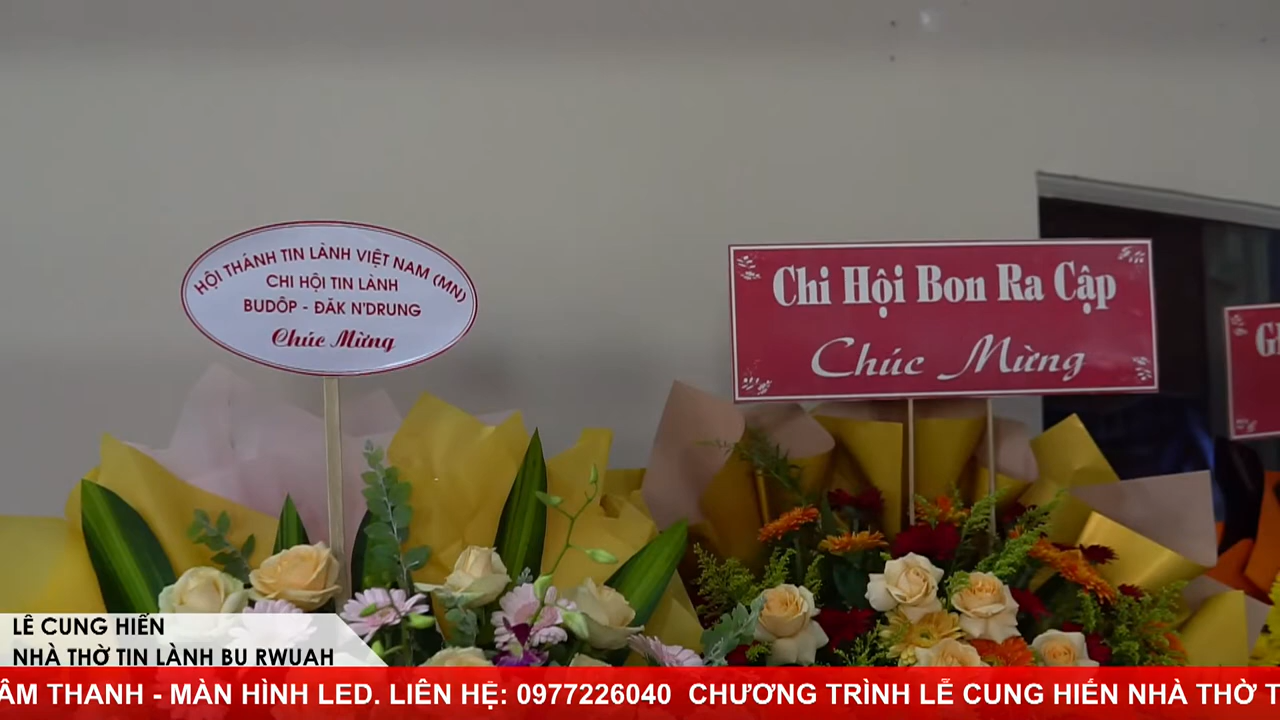 HỘI THÁNH TIN LÀNH VIỆT NAM (MN)
CHI HỘI TIN LÀNH
BUDÔP - ĐĂK N'DRUNG
Chúc Mừng
Chi Hội Bon Ra Cập
Chúc Mừng
LÊ CUNG HIẾN
NHÀ THỜ TIN LÀNH BU RWUAH
ÂM THANH - MÀN HÌNH LED. LIÊN HỆ: 0977226040 CHƯƠNG TRÌNH LỄ CUNG HIẾN NHÀ THỜ